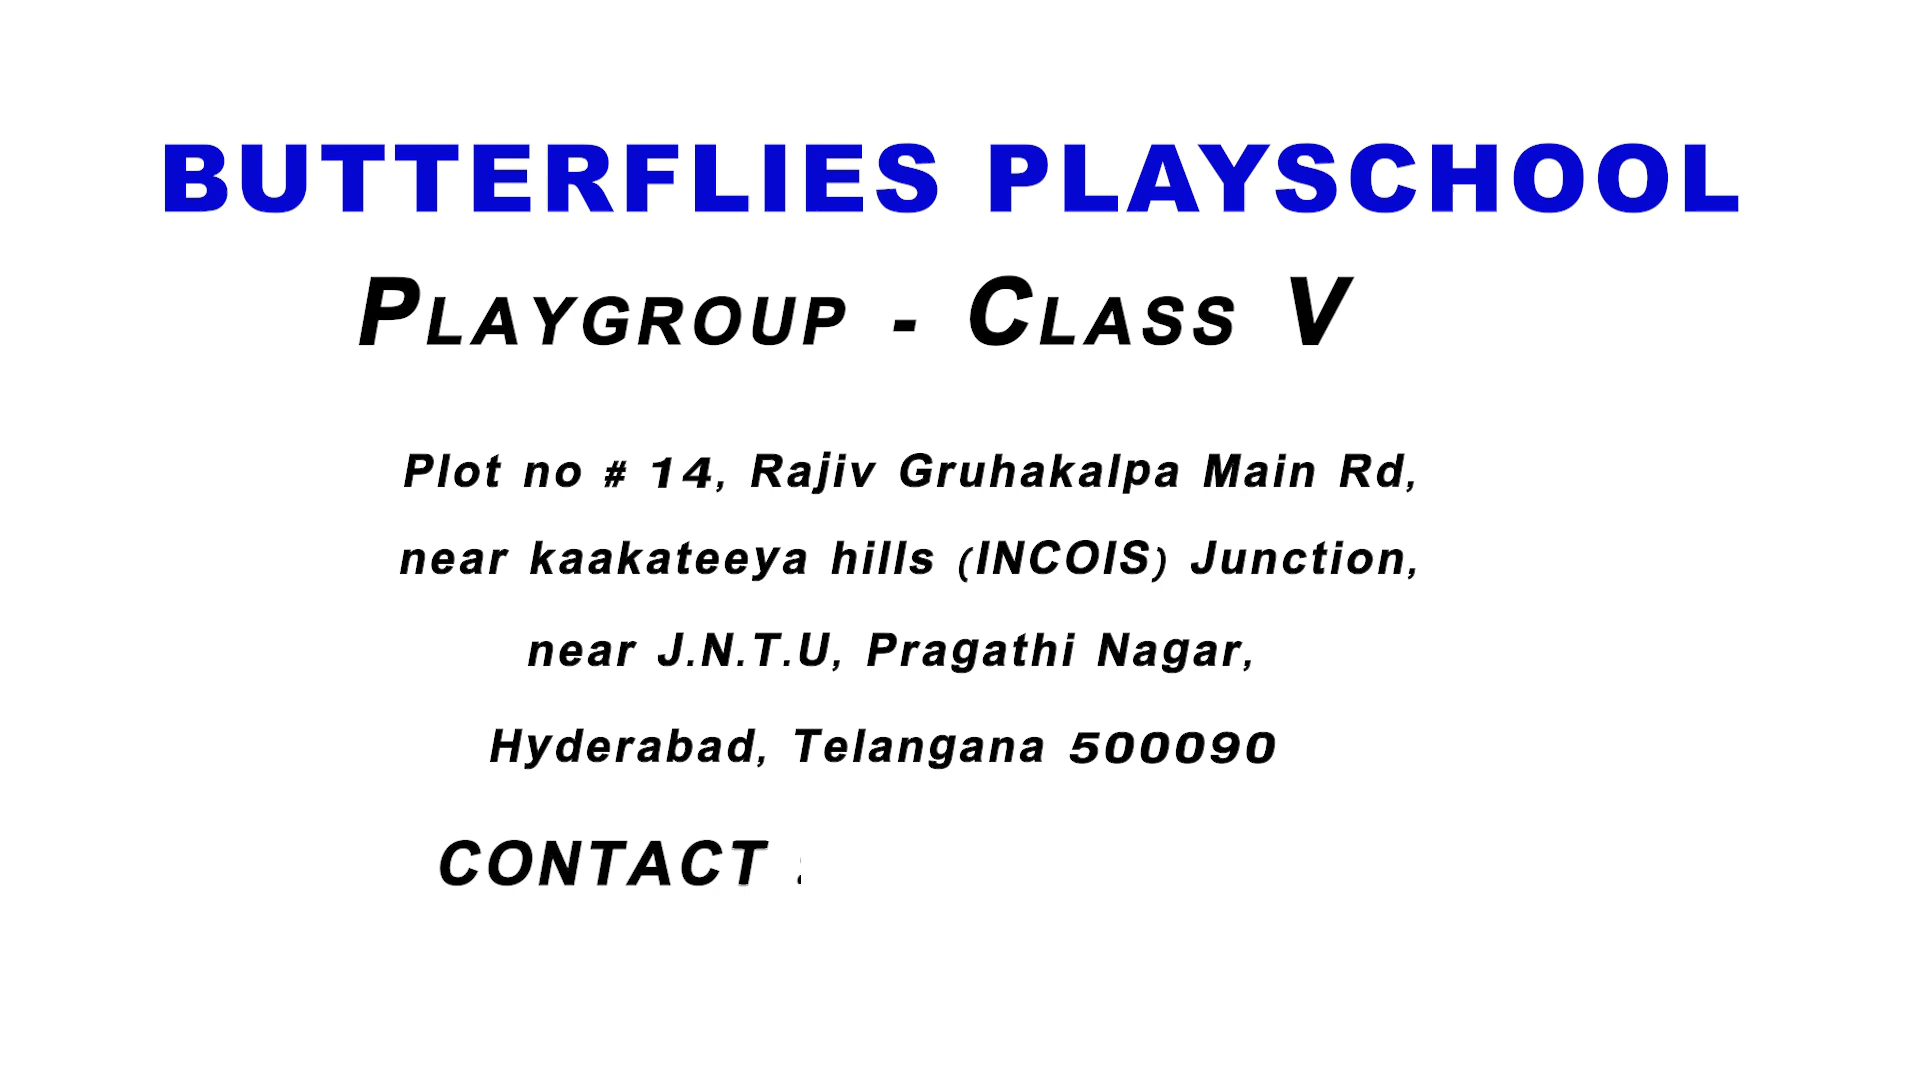 BUTTERFLIES PLAYSCHOOL
PLAYGROUP - CLASS V
Plot no # 14, Rajiv Gruhakalpa Main Rd,
near kaakateeya hills (INCOIS) Junction,
near J.N.T.U, Pragathi Nagar,
Hyderabad, Telangana 500090
CONTACT :